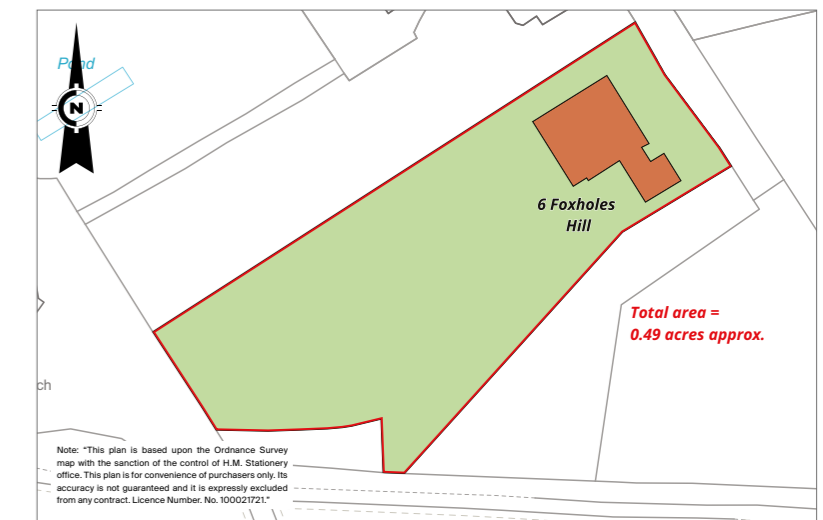 Pond
N
6 Foxholes
Hill
Total area =
0.49 acres approx.
ch
Note: "This plan is based upon the Ordnance Survey
map with the sanction of the control of H.M. Stationery
office. This plan is for convenience of purchasers only. Its
accuracy is not guaranteed and it is expressly excluded
from any contract. Licence Number. No. 100021721."